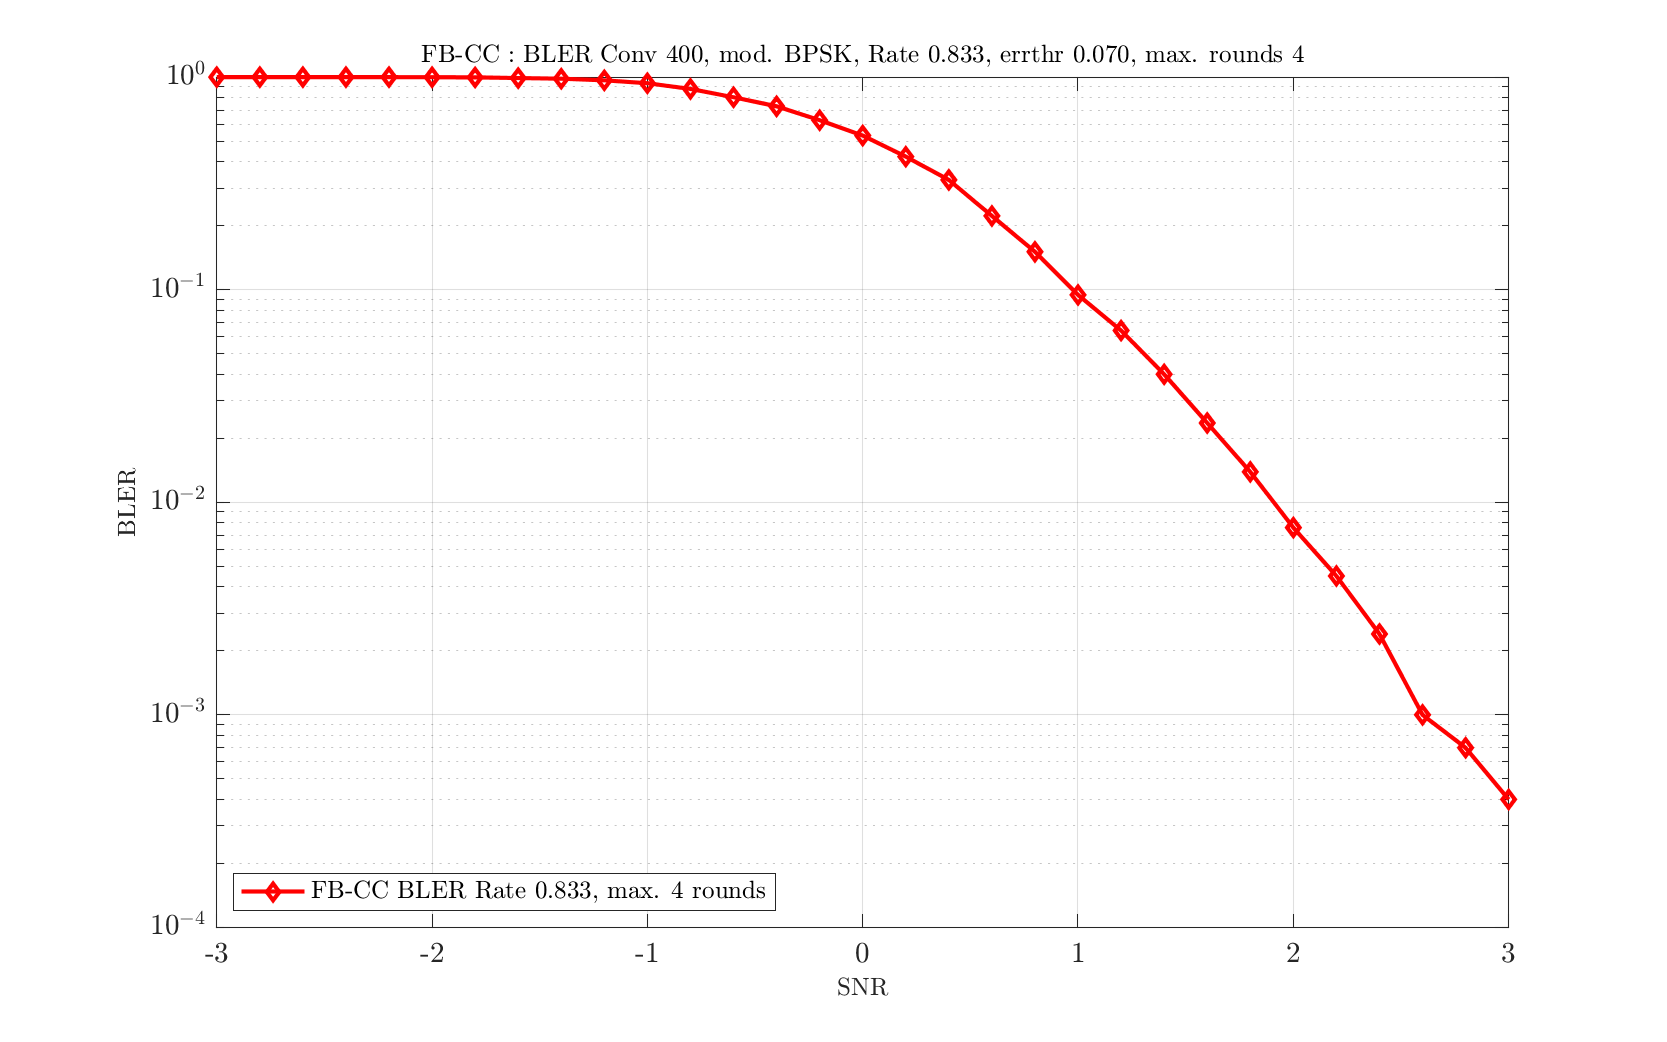 FB-CC : BLER Conv 400, mod. BPSK, Rate 0.833, errthr 0.070, max. rounds 4
10⁰
10⁻¹
10⁻²
10⁻³
10⁻⁴
BLER
FB-CC BLER Rate 0.833, max. 4 rounds
-3 -2 -1 0 1 2 3
SNR